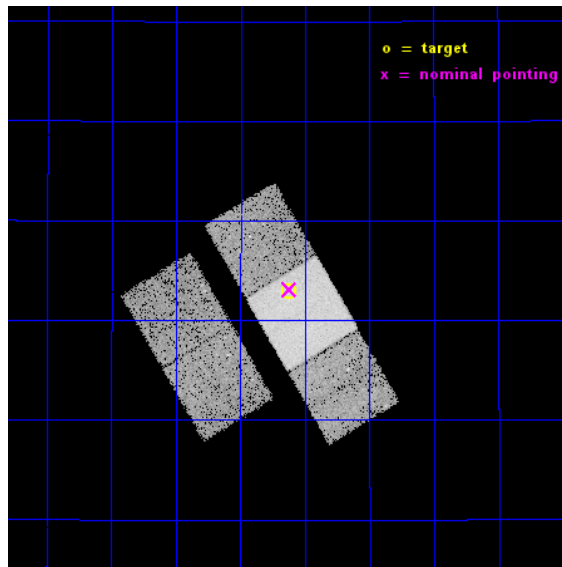 o = target
x = nominal pointing